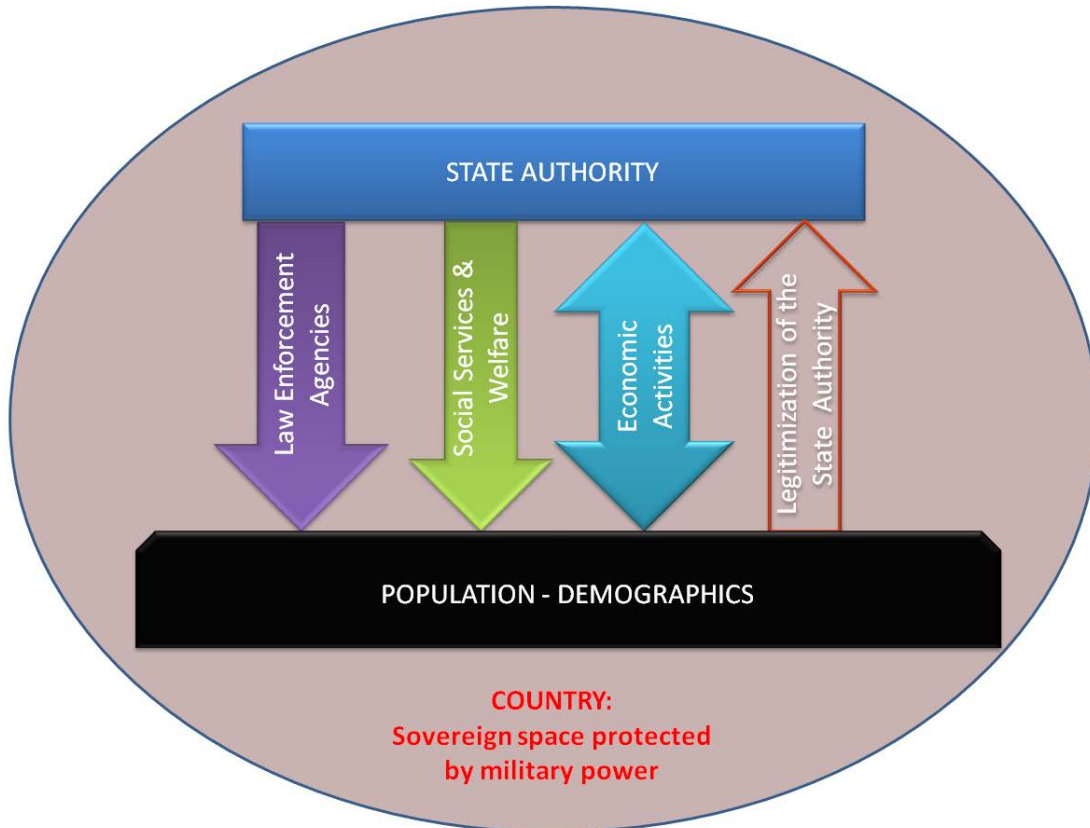 STATE AUTHORITY
Law Enforcement
Agencies
Social Services &
Welfare
Economic
Activities
Legitimization of the
State Authority
POPULATION - DEMOGRAPHICS
COUNTRY:
Sovereign space protected
by military power